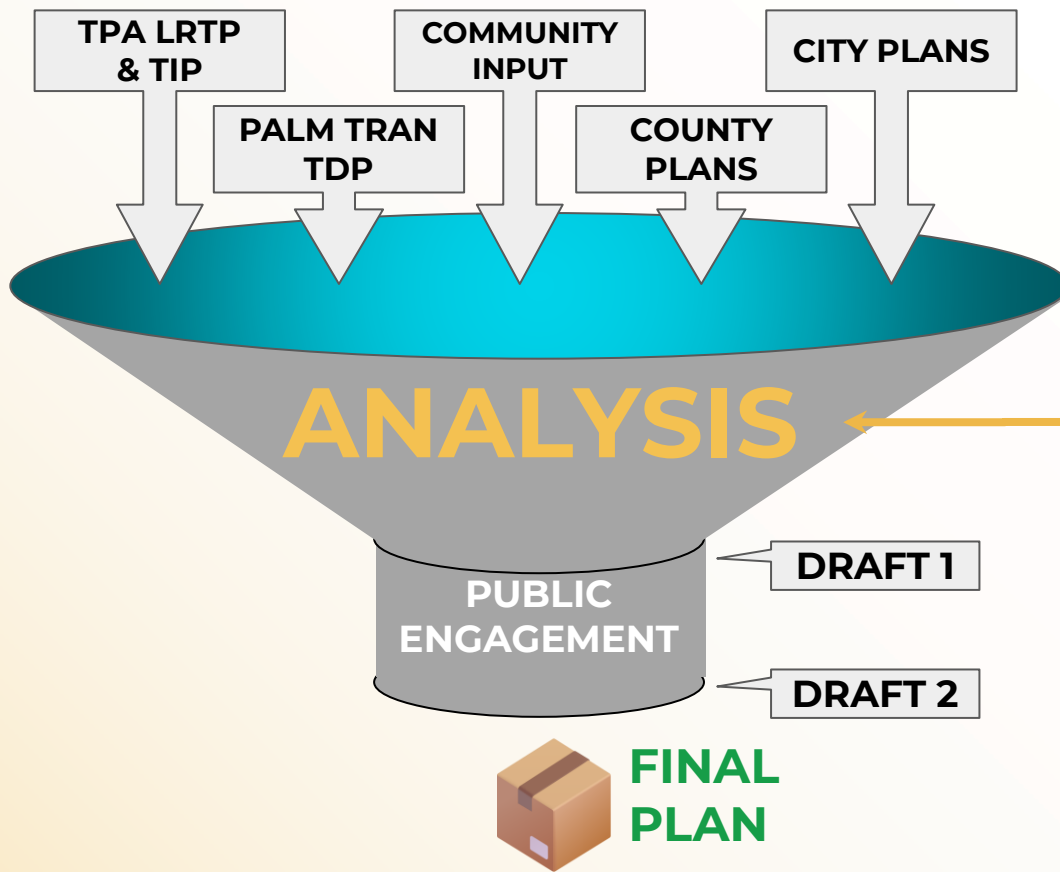 TPA LRTP
& TIP
COMMUNITY
INPUT
CITY PLANS
PALM TRAN
TDP
COUNTY
PLANS
ANALYSIS
DRAFT 1
PUBLIC
ENGAGEMENT
DRAFT 2
FINAL
PLAN